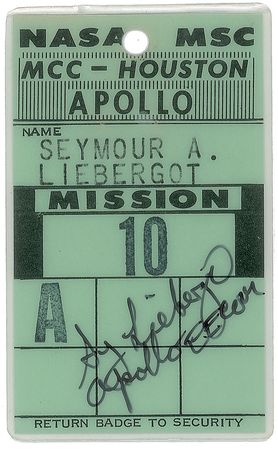 NASA MSC
MCC - HOUSTON
APOLLO
NAME
SEYMOUR A.
LIEBERGOT
MISSION
10
A
Sy Liebergot
Apollo EECOM
RETURN BADGE TO SECURITY